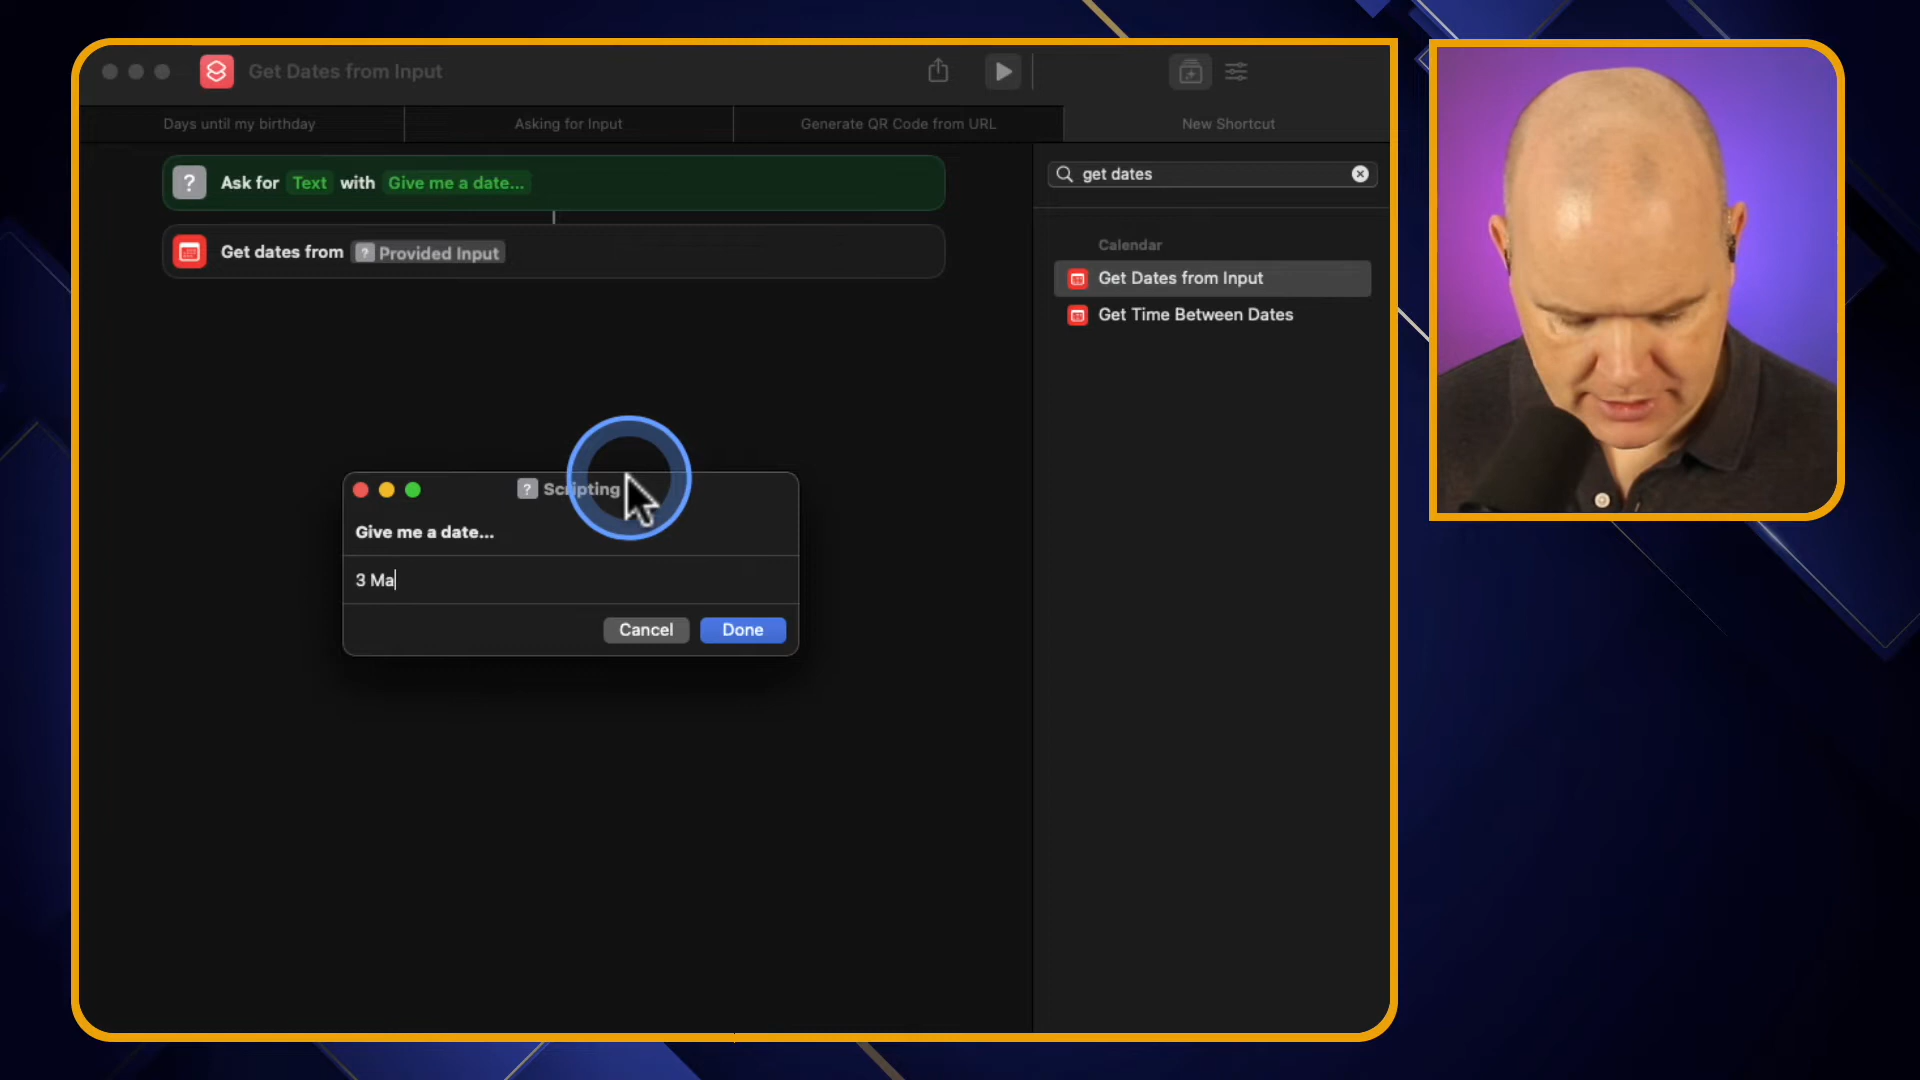 Get Dates from Input
Days until my birthday
Asking for Input
Generate QR Code from URL
New Shortcut
? Ask for Text with Give me a date...
Get dates from ? Provided Input
get dates
Calendar
Get Dates from Input
Get Time Between Dates
? Scripting
Give me a date...
3 Ma
Cancel
Done